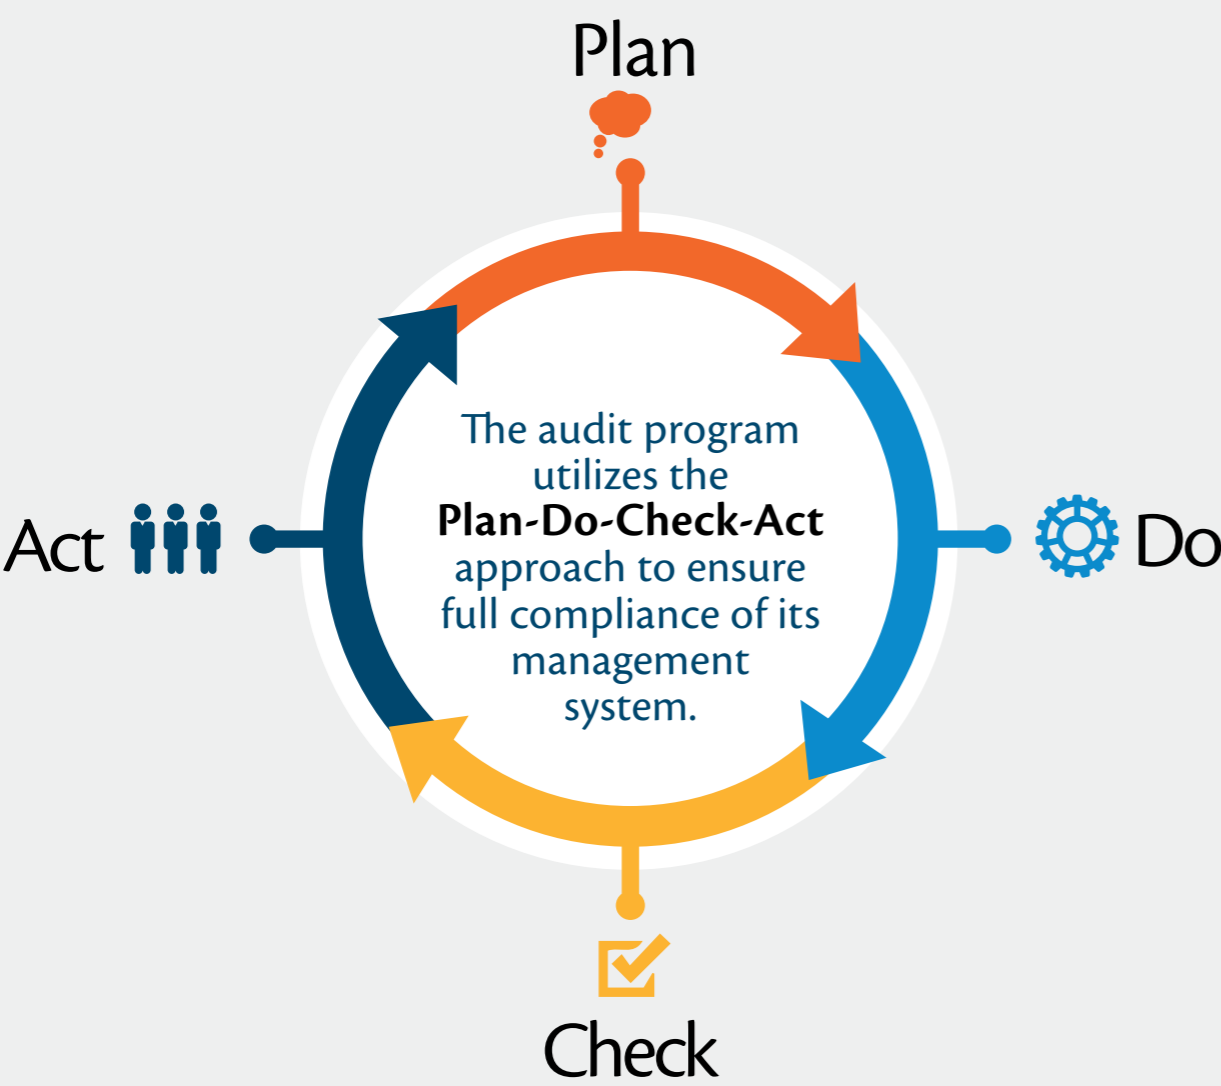 Plan
The audit program
utilizes the
Plan-Do-Check-Act
approach to ensure
full compliance of its
management
system.
Act
Do
Check